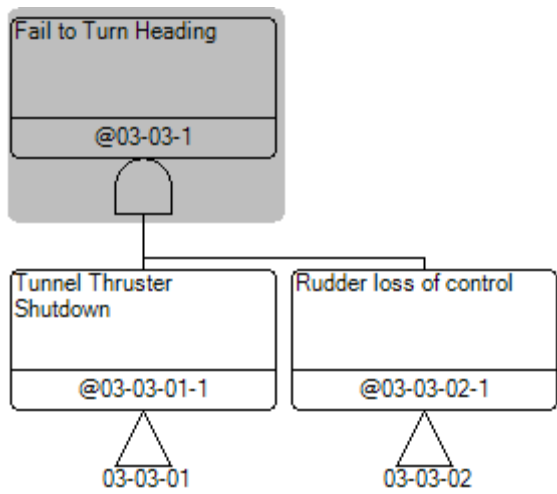 Fail to Turn Heading
@03-03-1
Tunnel Thruster
Shutdown
@03-03-01-1
03-03-01
Rudder loss of control
@03-03-02-1
03-03-02